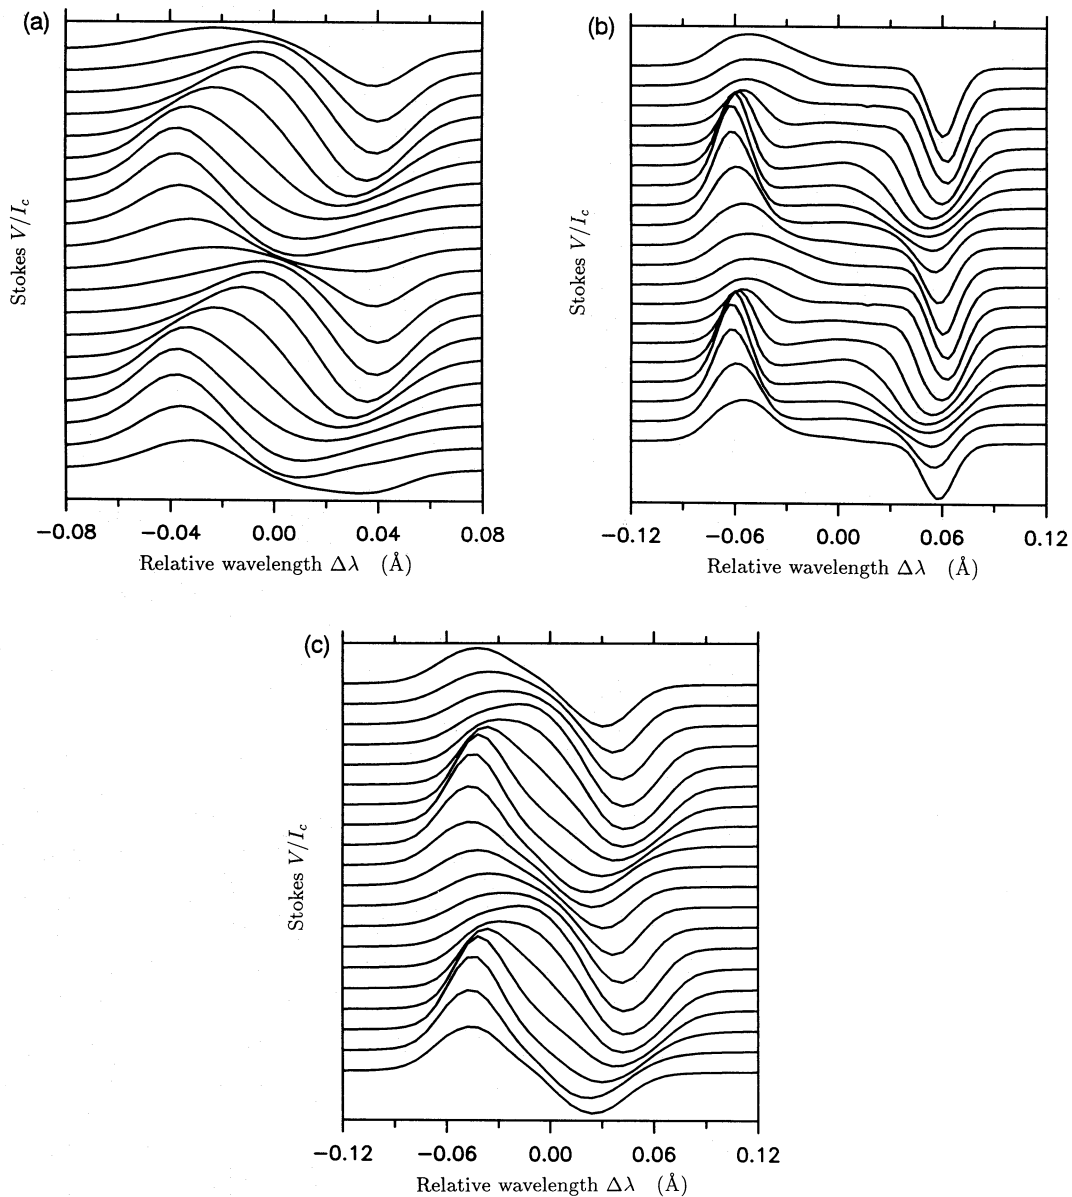 (a)
Stokes V/I_c
−0.08 −0.04 0.00 0.04 0.08
Relative wavelength Δλ (Å)
(b)
Stokes V/I_c
−0.12 −0.06 0.00 0.06 0.12
Relative wavelength Δλ (Å)
(c)
Stokes V/I_c
−0.12 −0.06 0.00 0.06 0.12
Relative wavelength Δλ (Å)